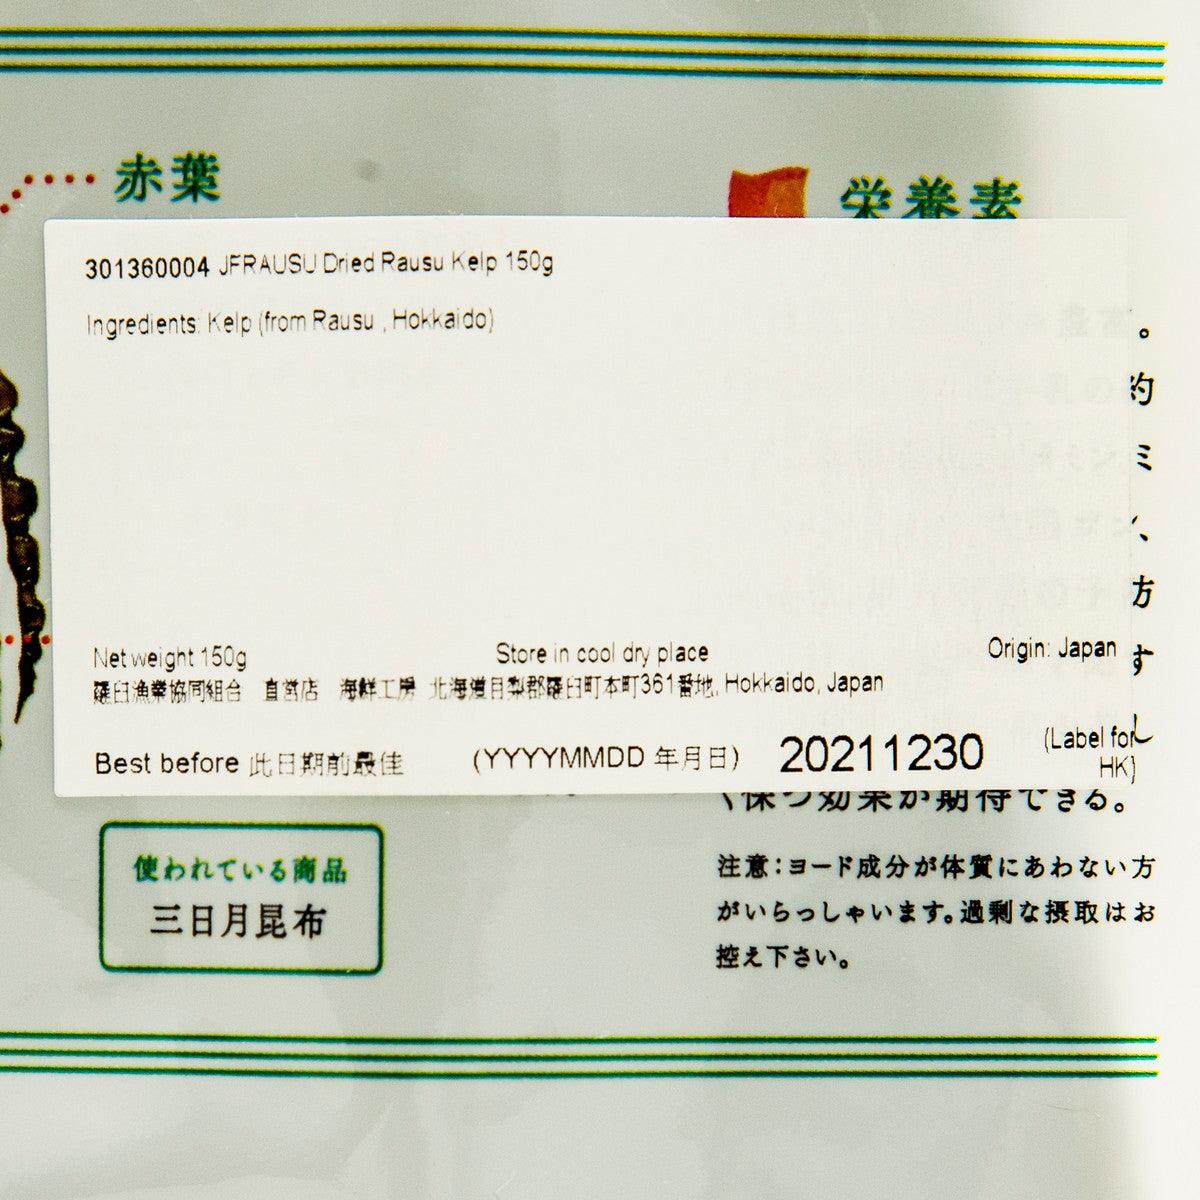 赤葉
栄養素
301360004 JFRAUSU Dried Rausu Kelp 150g
Ingredients: Kelp (from Rausu , Hokkaido)
。
約
ミ
、
防
す
し
Net weight 150g Store in cool dry place Origin: Japan
羅臼漁業協同組合 直営店 海鮮工房 北海道目梨郡羅臼町本町361番地, Hokkaido, Japan
Best before 此日期前最佳 (YYYYMMDD 年月日) 20211230 (Label for
HK)
く保つ効果が期待できる。
使われている商品
三日月昆布
注意:ヨード成分が体質にあわない方
がいらっしゃいます。過剰な摂取はお
控え下さい。